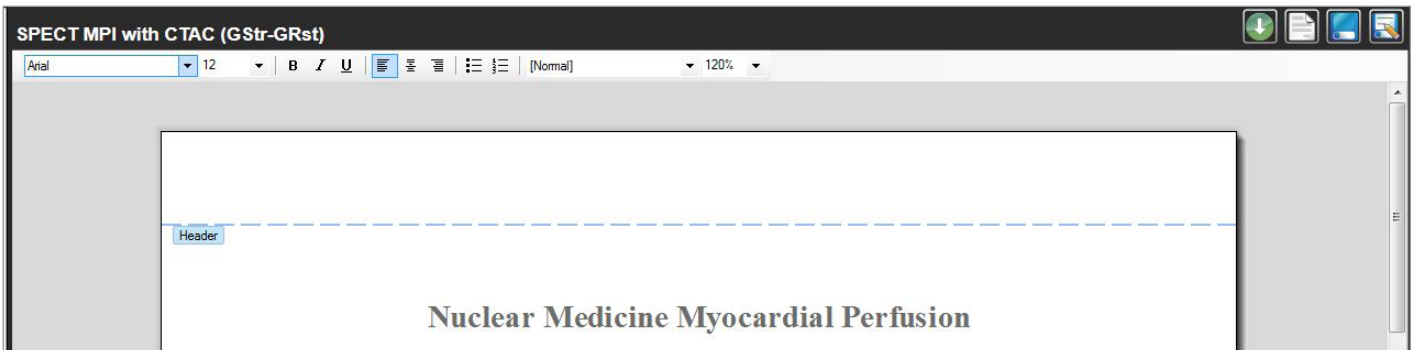 SPECT MPI with CTAC (GStr-GRst)
Arial 12 B I U [Normal] 120%
Header
Nuclear Medicine Myocardial Perfusion